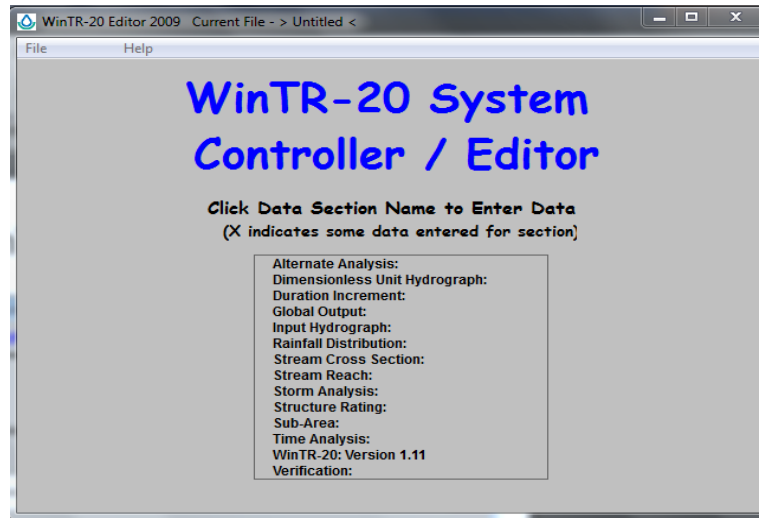 WinTR-20 Editor 2009 Current File - > Untitled <
File Help
WinTR-20 System
Controller / Editor
Click Data Section Name to Enter Data
(X indicates some data entered for section)
Alternate Analysis:
Dimensionless Unit Hydrograph:
Duration Increment:
Global Output:
Input Hydrograph:
Rainfall Distribution:
Stream Cross Section:
Stream Reach:
Storm Analysis:
Structure Rating:
Sub-Area:
Time Analysis:
WinTR-20: Version 1.11
Verification: